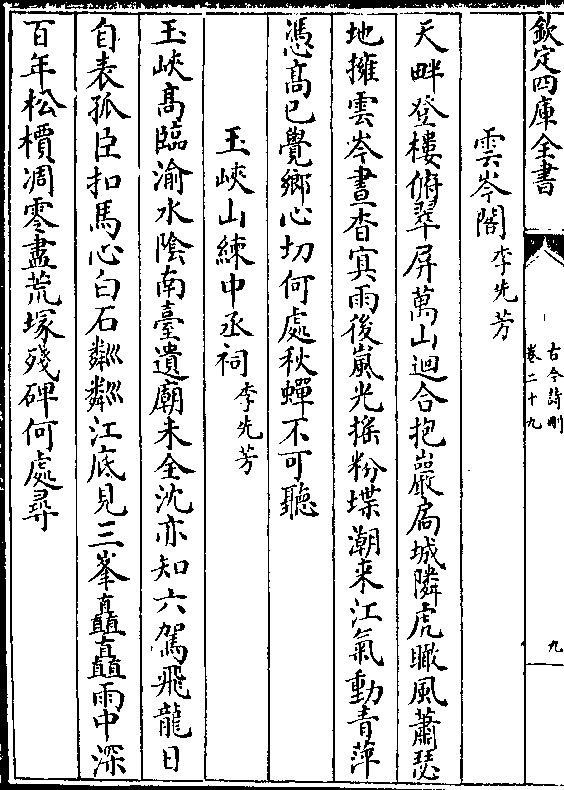 欽定四庫全書
古今詩刪
卷二十九
九
雲岑閣 李先芳
天畔登樓俯翠屏萬山迴合抱巖扃城隣虎瞰風蕭瑟
地擁雲岑晝杳冥雨後嵐光搖粉堞潮来江氣動青萍
憑高已覺鄉心切何處秋蟬不可聽
玉峽山練中丞祠 李先芳
玉峽高臨渝水陰南臺遺廟未全沈亦知六駕飛龍日
自表孤臣扣馬心白石粼粼江底見三峯矗矗雨中深
百年松檟凋零盡荒塚殘碑何處尋